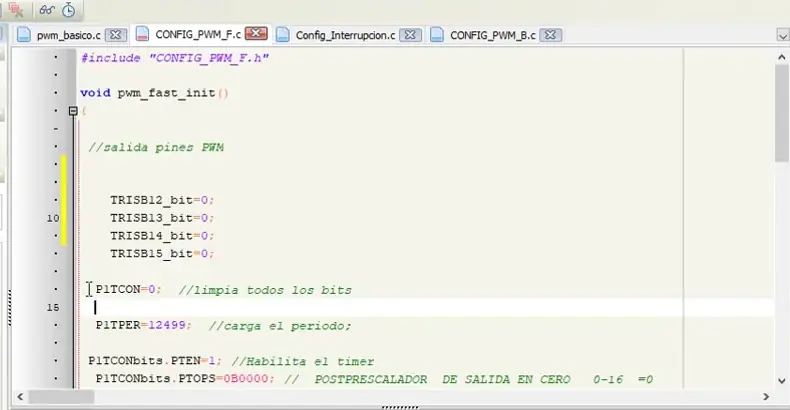 pwm_basico.c CONFIG_PWM_F.c Config_Interrupcion.c CONFIG_PWM_B.c
#include "CONFIG_PWM_F.h"
void pwm_fast_init()
{
//salida pines PWM
TRISB12_bit=0;
10 TRISB13_bit=0;
TRISB14_bit=0;
TRISB15_bit=0;
P1TCON=0; //limpia todos los bits
15
P1TPER=12499; //carga el periodo;
P1TCONbits.PTEN=1; //Habilita el timer
P1TCONbits.PTOPS=0B0000; // POSTPRESCALADOR DE SALIDA EN CERO 0-16 =0